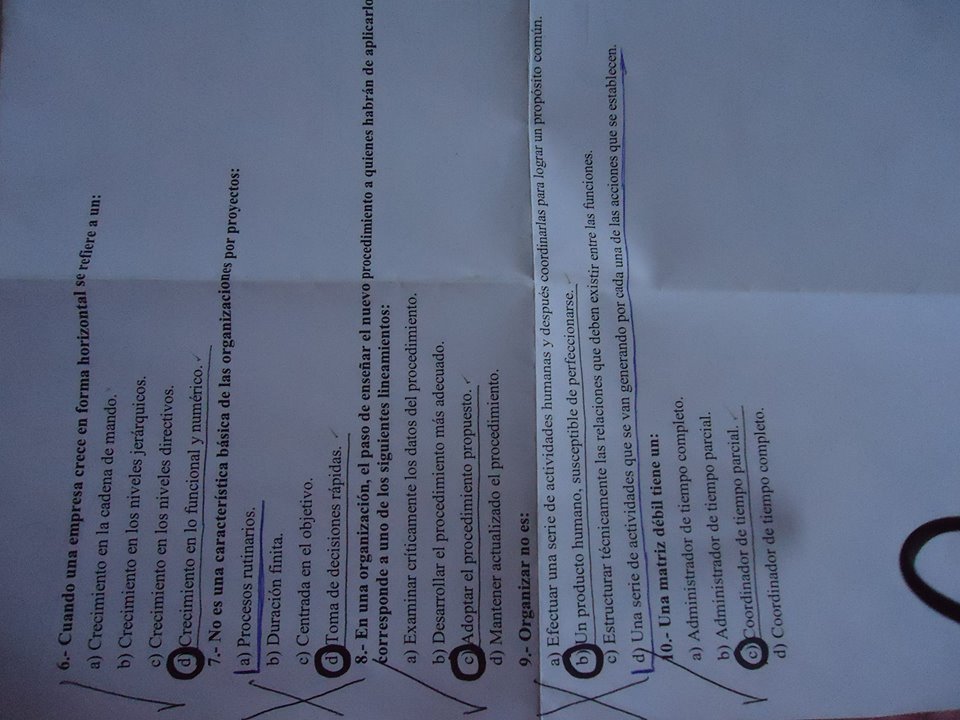 6.- Cuando una empresa crece en forma horizontal se refiere a un:
a) Crecimiento en la cadena de mando.
b) Crecimiento en los niveles jerárquicos.
c) Crecimiento en los niveles directivos.
d) Crecimiento en lo funcional y numérico.
7.- No es una característica básica de las organizaciones por proyectos:
a) Procesos rutinarios.
b) Duración finita.
c) Centrada en el objetivo.
d) Toma de decisiones rápidas.
8.- En una organización, el paso de enseñar el nuevo procedimiento a quienes habrán de aplicarlo
corresponde a uno de los siguientes lineamientos:
a) Examinar críticamente los datos del procedimiento.
b) Desarrollar el procedimiento más adecuado.
c) Adoptar el procedimiento propuesto.
d) Mantener actualizado el procedimiento.
9.- Organizar no es:
a) Efectuar una serie de actividades humanas y después coordinarlas para lograr un propósito común.
b) Un producto humano, susceptible de perfeccionarse.
c) Estructurar técnicamente las relaciones que deben existir entre las funciones.
d) Una serie de actividades que se van generando por cada una de las acciones que se establecen.
10.- Una matríz débil tiene un:
a) Administrador de tiempo completo.
b) Administrador de tiempo parcial.
c) Coordinador de tiempo parcial.
d) Coordinador de tiempo completo.